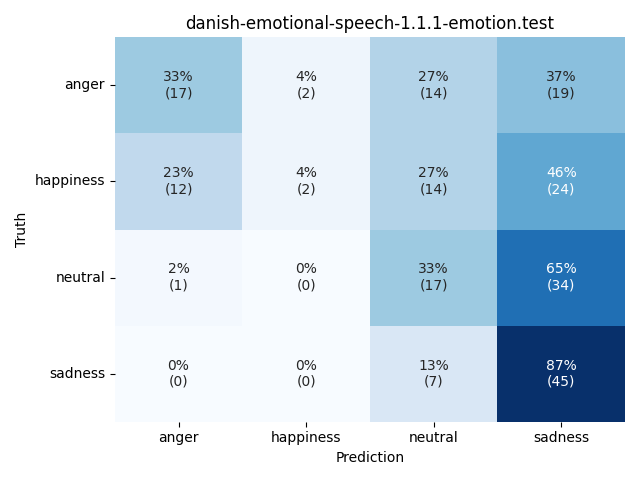 danish-emotional-speech-1.1.1-emotion.test
Truth
anger
33%
(17)
4%
(2)
27%
(14)
37%
(19)
happiness
23%
(12)
4%
(2)
27%
(14)
46%
(24)
neutral
2%
(1)
0%
(0)
33%
(17)
65%
(34)
sadness
0%
(0)
0%
(0)
13%
(7)
87%
(45)
anger
happiness
neutral
sadness
Prediction